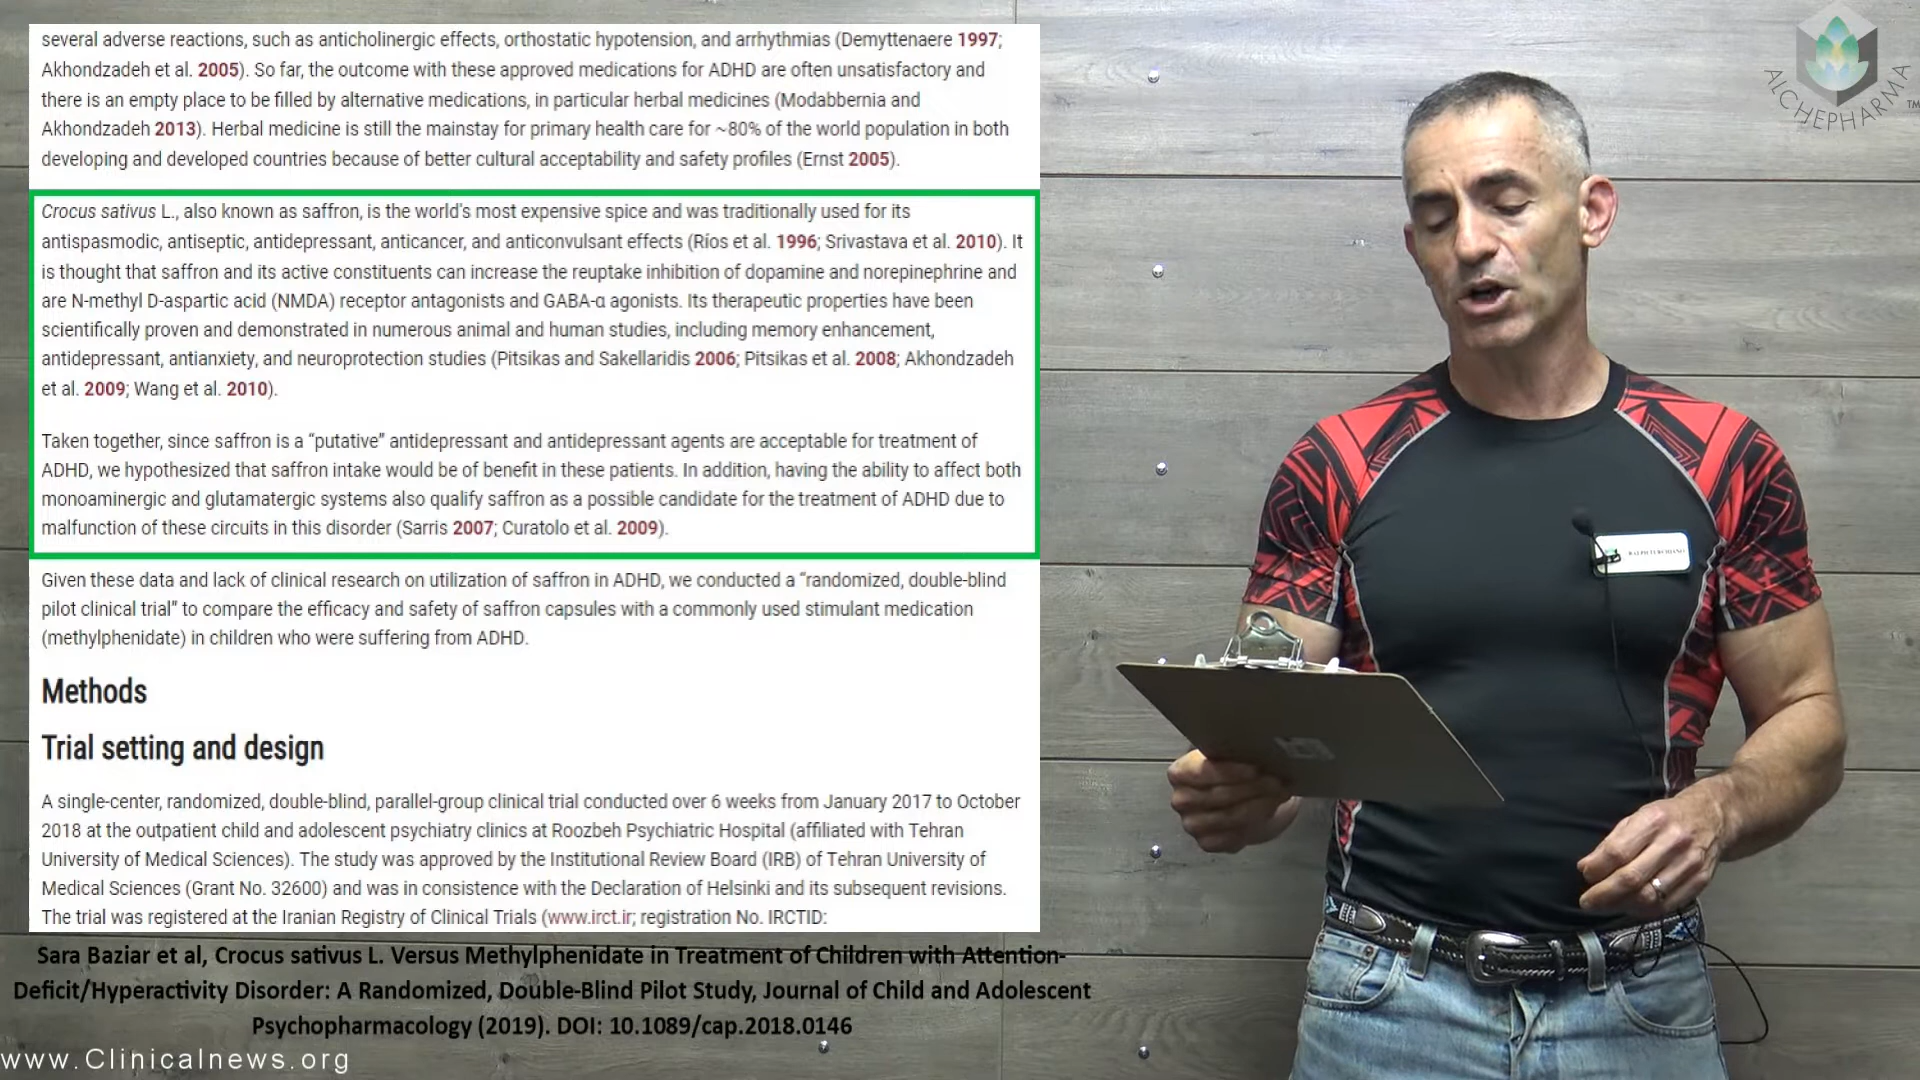 several adverse reactions, such as anticholinergic effects, orthostatic hypotension, and arrhythmias (Demyttenaere 1997;
Akhondzadeh et al. 2005). So far, the outcome with these approved medications for ADHD are often unsatisfactory and
there is an empty place to be filled by alternative medications, in particular herbal medicines (Modabbernia and
Akhondzadeh 2013). Herbal medicine is still the mainstay for primary health care for ~80% of the world population in both
developing and developed countries because of better cultural acceptability and safety profiles (Ernst 2005).
Crocus sativus L., also known as saffron, is the world's most expensive spice and was traditionally used for its
antispasmodic, antiseptic, antidepressant, anticancer, and anticonvulsant effects (Ríos et al. 1996; Srivastava et al. 2010). It
is thought that saffron and its active constituents can increase the reuptake inhibition of dopamine and norepinephrine and
are N-methyl D-aspartic acid (NMDA) receptor antagonists and GABA-α agonists. Its therapeutic properties have been
scientifically proven and demonstrated in numerous animal and human studies, including memory enhancement,
antidepressant, antianxiety, and neuroprotection studies (Pitsikas and Sakellaridis 2006; Pitsikas et al. 2008; Akhondzadeh
et al. 2009; Wang et al. 2010).
Taken together, since saffron is a “putative” antidepressant and antidepressant agents are acceptable for treatment of
ADHD, we hypothesized that saffron intake would be of benefit in these patients. In addition, having the ability to affect both
monoaminergic and glutamatergic systems also qualify saffron as a possible candidate for the treatment of ADHD due to
malfunction of these circuits in this disorder (Sarris 2007; Curatolo et al. 2009).
Given these data and lack of clinical research on utilization of saffron in ADHD, we conducted a “randomized, double-blind
pilot clinical trial” to compare the efficacy and safety of saffron capsules with a commonly used stimulant medication
(methylphenidate) in children who were suffering from ADHD.
Methods
Trial setting and design
A single-center, randomized, double-blind, parallel-group clinical trial conducted over 6 weeks from January 2017 to October
2018 at the outpatient child and adolescent psychiatry clinics at Roozbeh Psychiatric Hospital (affiliated with Tehran
University of Medical Sciences). The study was approved by the Institutional Review Board (IRB) of Tehran University of
Medical Sciences (Grant No. 32600) and was in consistence with the Declaration of Helsinki and its subsequent revisions.
The trial was registered at the Iranian Registry of Clinical Trials (www.irct.ir; registration No. IRCTID:
Sara Baziar et al, Crocus sativus L. Versus Methylphenidate in Treatment of Children with Attention-
Deficit/Hyperactivity Disorder: A Randomized, Double-Blind Pilot Study, Journal of Child and Adolescent
Psychopharmacology (2019). DOI: 10.1089/cap.2018.0146
www.Clinicalnews.org
ALCHEPHARMA
TM